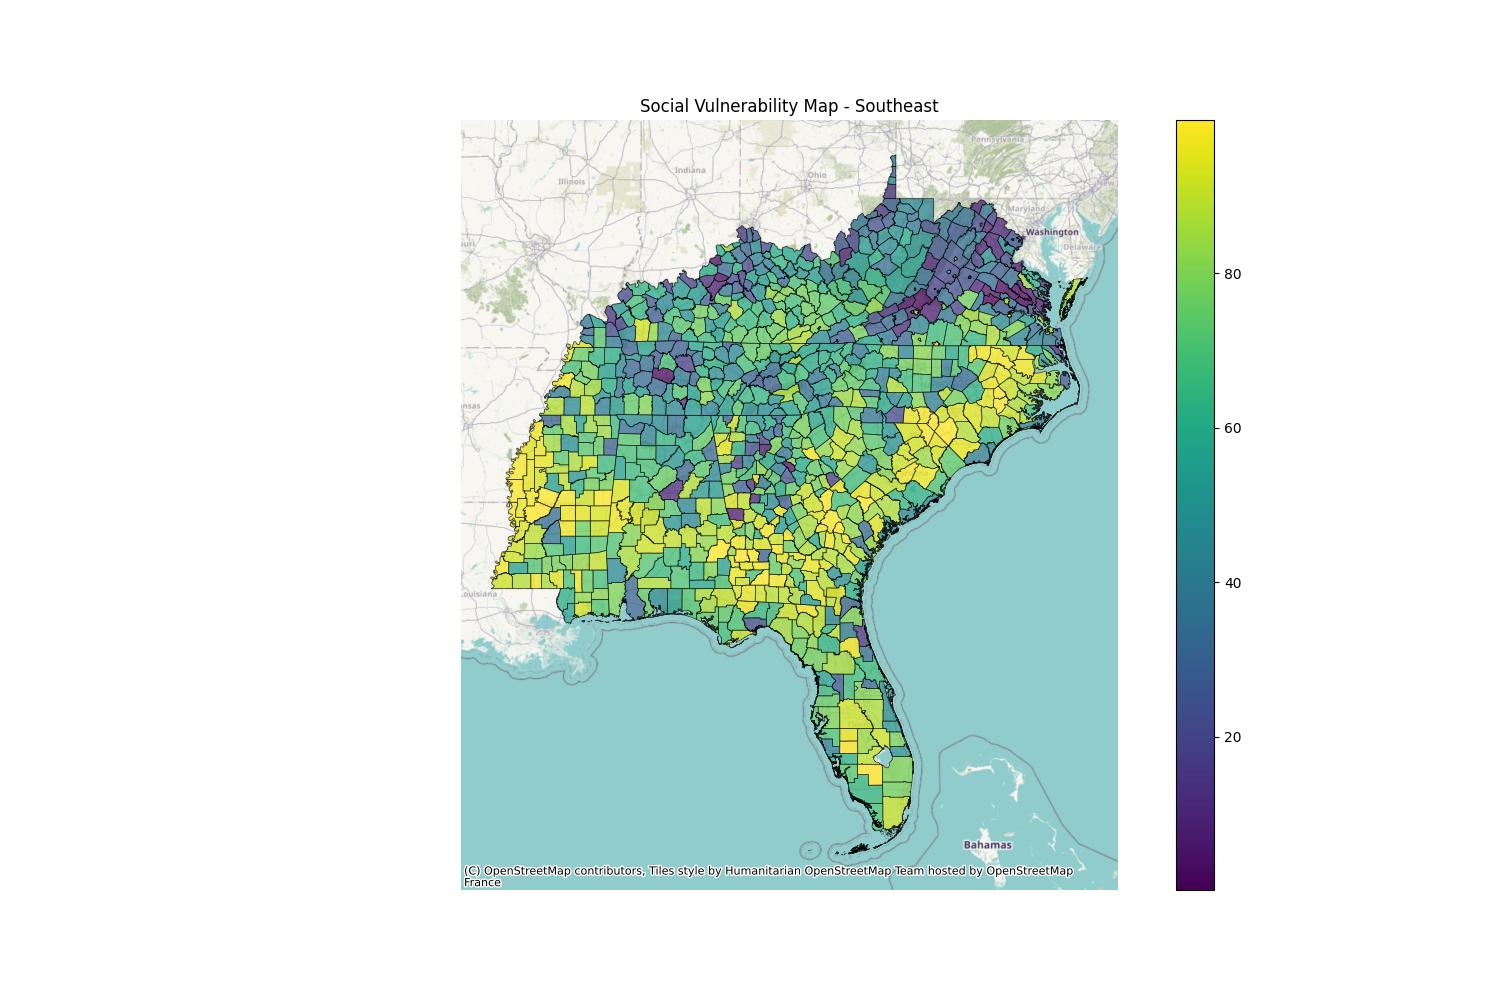 Social Vulnerability Map - Southeast
Pennsylvania
Indiana
Ohio
Illinois
New
Maryland
Washington
Delaware
ouri
80
nsas
60
40
Louisiana
20
Bahamas
(C) OpenStreetMap contributors, Tiles style by Humanitarian OpenStreetMap Team hosted by OpenStreetMap
France